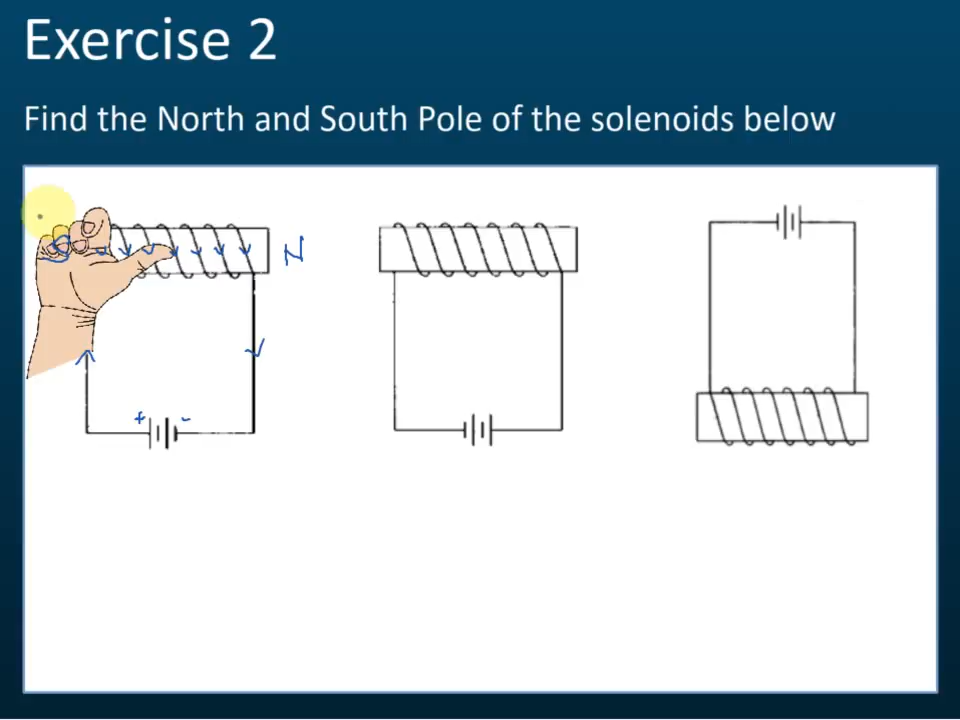 Exercise 2
Find the North and South Pole of the solenoids below
N
+ -